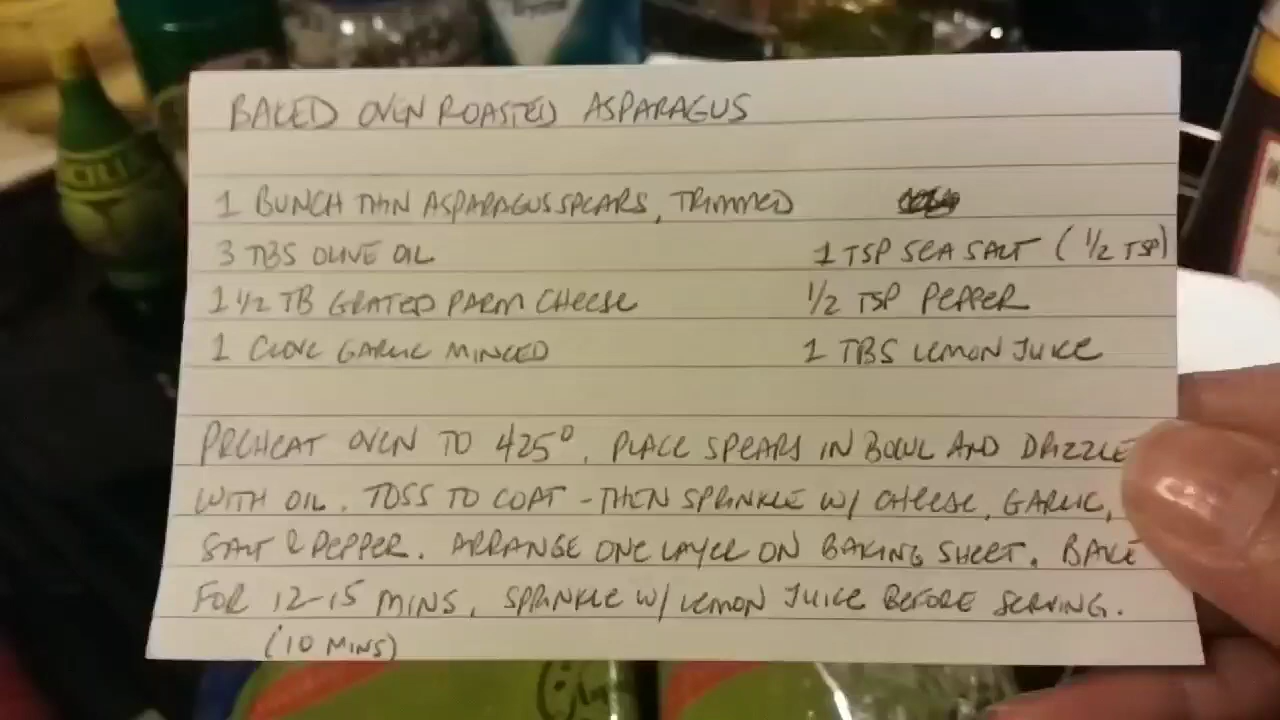 BAKED OVEN ROASTED ASPARAGUS
1 BUNCH THIN ASPARAGUS SPEARS, TRIMMED
3 TBS OLIVE OIL
1 TSP SEA SALT (1/2 TSP)
1 1/2 TB GRATED PARM CHEESE
1/2 TSP PEPPER
1 CLOVE GARLIC MINCED
1 TBS LEMON JUICE
PREHEAT OVEN TO 425°. PLACE SPEARS IN BOWL AND DRIZZLE
WITH OIL. TOSS TO COAT - THEN SPRINKLE W/ CHEESE, GARLIC,
SALT & PEPPER. ARRANGE ONE LAYER ON BAKING SHEET. BAKE
FOR 12-15 MINS, SPRINKLE W/ LEMON JUICE BEFORE SERVING.
(10 MINS)